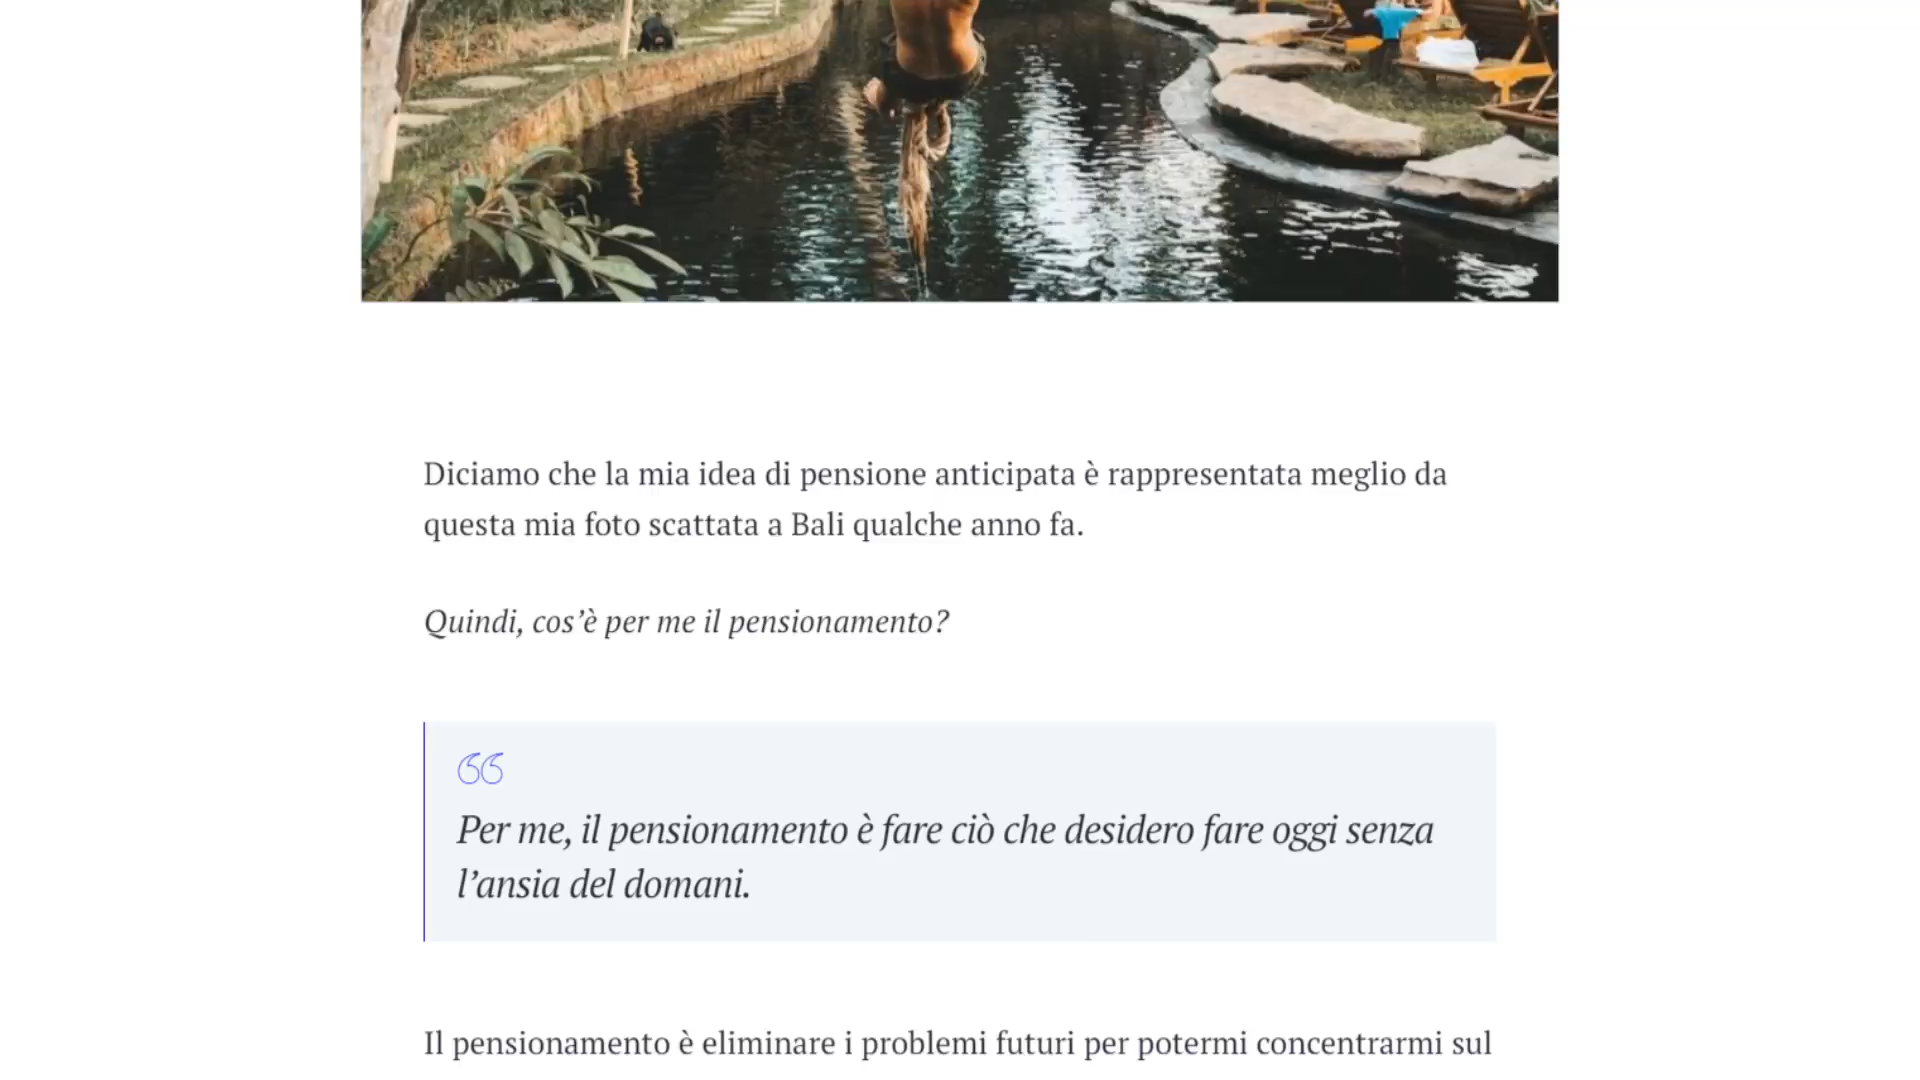 Diciamo che la mia idea di pensione anticipata è rappresentata meglio da
questa mia foto scattata a Bali qualche anno fa.
Quindi, cos’è per me il pensionamento?
“
Per me, il pensionamento è fare ciò che desidero fare oggi senza
l’ansia del domani.
Il pensionamento è eliminare i problemi futuri per potermi concentrarmi sul